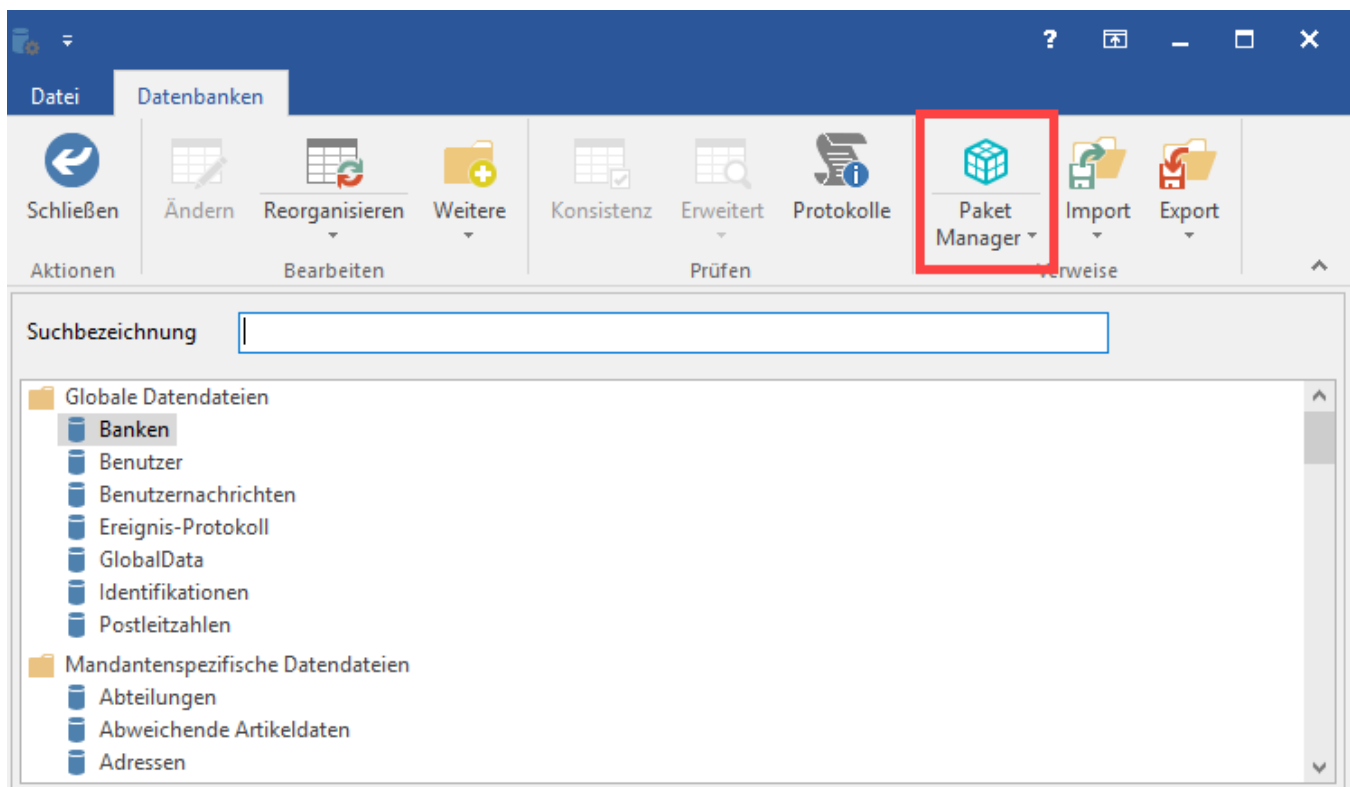 ?
Datei Datenbanken
Schließen Ändern Reorganisieren Weitere Konsistenz Erweitert Protokolle Paket Manager Import Export
Aktionen Bearbeiten Prüfen Verweise
Suchbezeichnung
Globale Datendateien
Banken
Benutzer
Benutzernachrichten
Ereignis-Protokoll
GlobalData
Identifikationen
Postleitzahlen
Mandantenspezifische Datendateien
Abteilungen
Abweichende Artikeldaten
Adressen